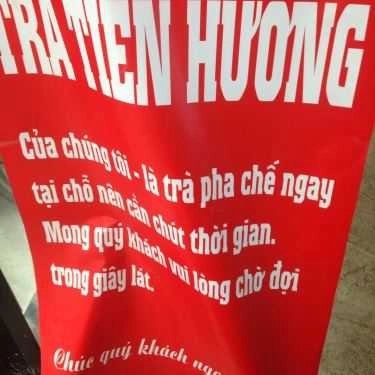 TRÀ TIÊN HƯƠNG
Của chúng tôi - là trà pha chế ngay
tại chỗ nên cần chút thời gian.
Mong quý khách vui lòng chờ đợi
trong giây lát.
Chúc quý khách